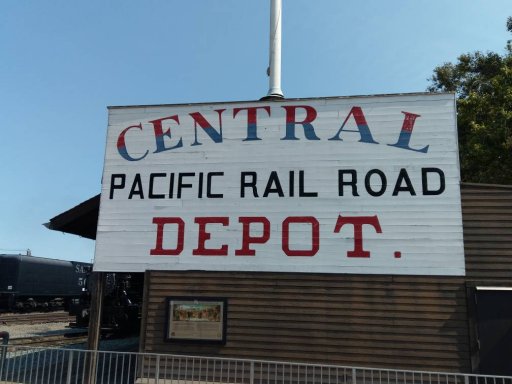 CENTRAL
PACIFIC RAIL ROAD
DEPOT.